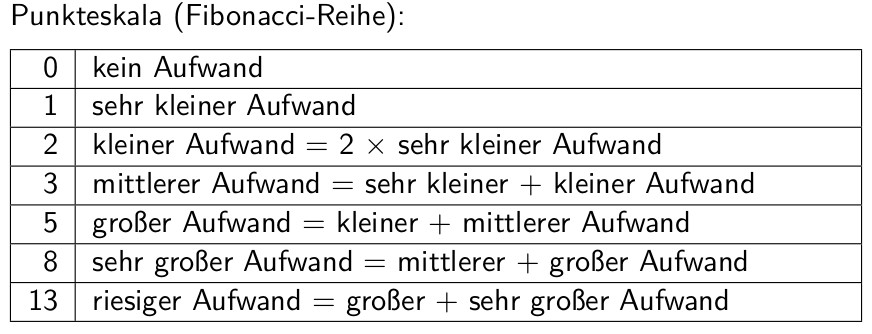 Punkteskala (Fibonacci-Reihe):
0 kein Aufwand
1 sehr kleiner Aufwand
2 kleiner Aufwand = 2 × sehr kleiner Aufwand
3 mittlerer Aufwand = sehr kleiner + kleiner Aufwand
5 großer Aufwand = kleiner + mittlerer Aufwand
8 sehr großer Aufwand = mittlerer + großer Aufwand
13 riesiger Aufwand = großer + sehr großer Aufwand